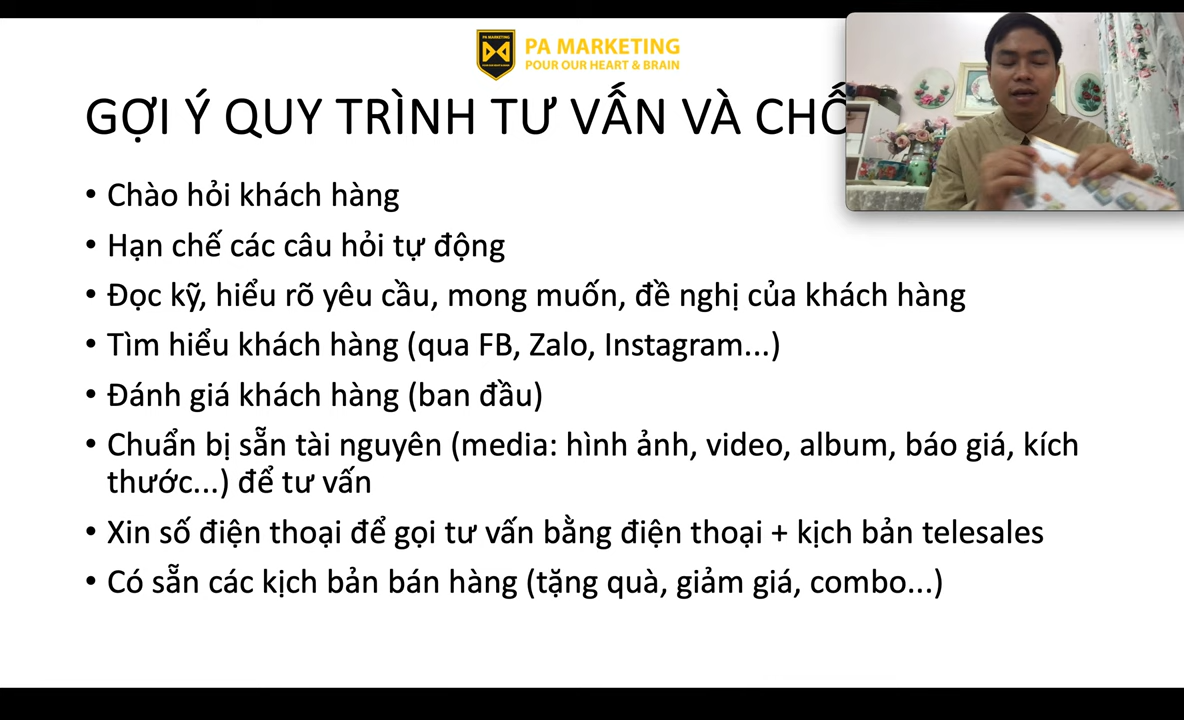 PA MARKETING
PA MARKETING
POUR OUR HEART & BRAIN
GỢI Ý QUY TRÌNH TƯ VẤN VÀ
• Chào hỏi khách hàng
• Hạn chế các câu hỏi tự động
• Đọc kỹ, hiểu rõ yêu cầu, mong muốn, đề nghị của khách hàng
• Tìm hiểu khách hàng (qua FB, Zalo, Instagram...)
• Đánh giá khách hàng (ban đầu)
• Chuẩn bị sẵn tài nguyên (media: hình ảnh, video, album, báo giá, kích
thước...) để tư vấn
• Xin số điện thoại để gọi tư vấn bằng điện thoại + kịch bản telesales
• Có sẵn các kịch bản bán hàng (tặng quà, giảm giá, combo...)